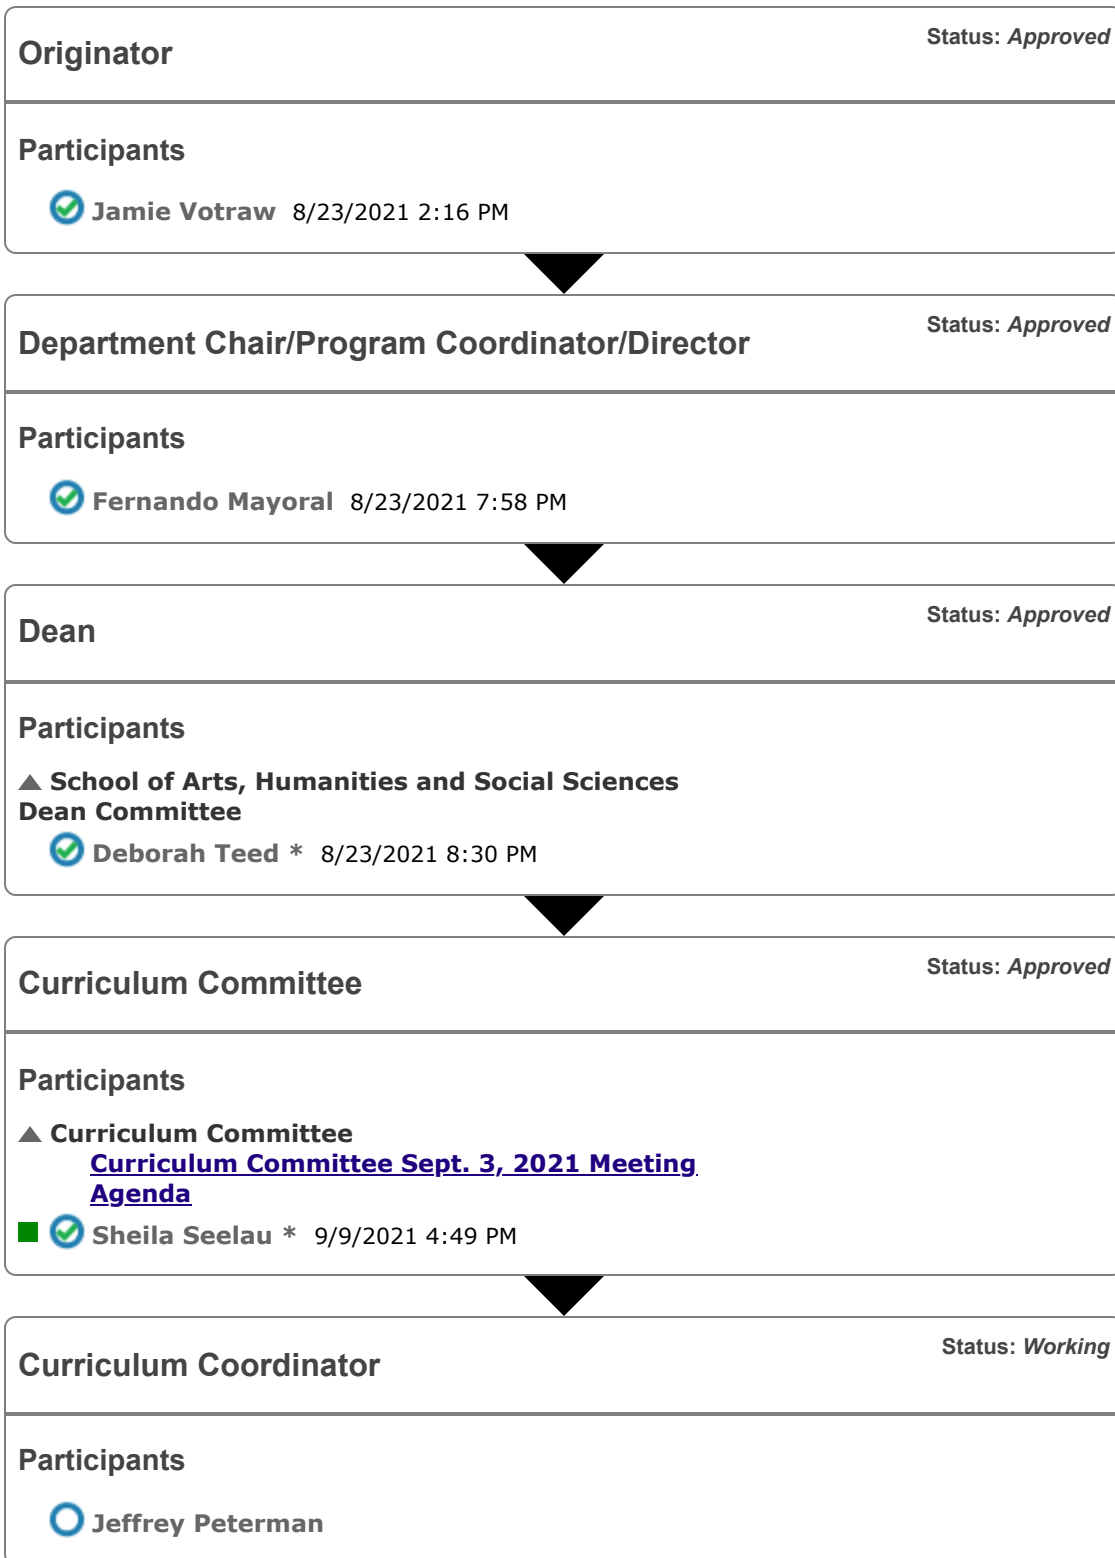 Originator
Status: Approved
Participants
Jamie Votraw 8/23/2021 2:16 PM
Department Chair/Program Coordinator/Director
Status: Approved
Participants
Fernando Mayoral 8/23/2021 7:58 PM
Dean
Status: Approved
Participants
School of Arts, Humanities and Social Sciences
Dean Committee
Deborah Teed * 8/23/2021 8:30 PM
Curriculum Committee
Status: Approved
Participants
Curriculum Committee
Curriculum Committee Sept. 3, 2021 Meeting
Agenda
Sheila Seelau * 9/9/2021 4:49 PM
Curriculum Coordinator
Status: Working
Participants
Jeffrey Peterman